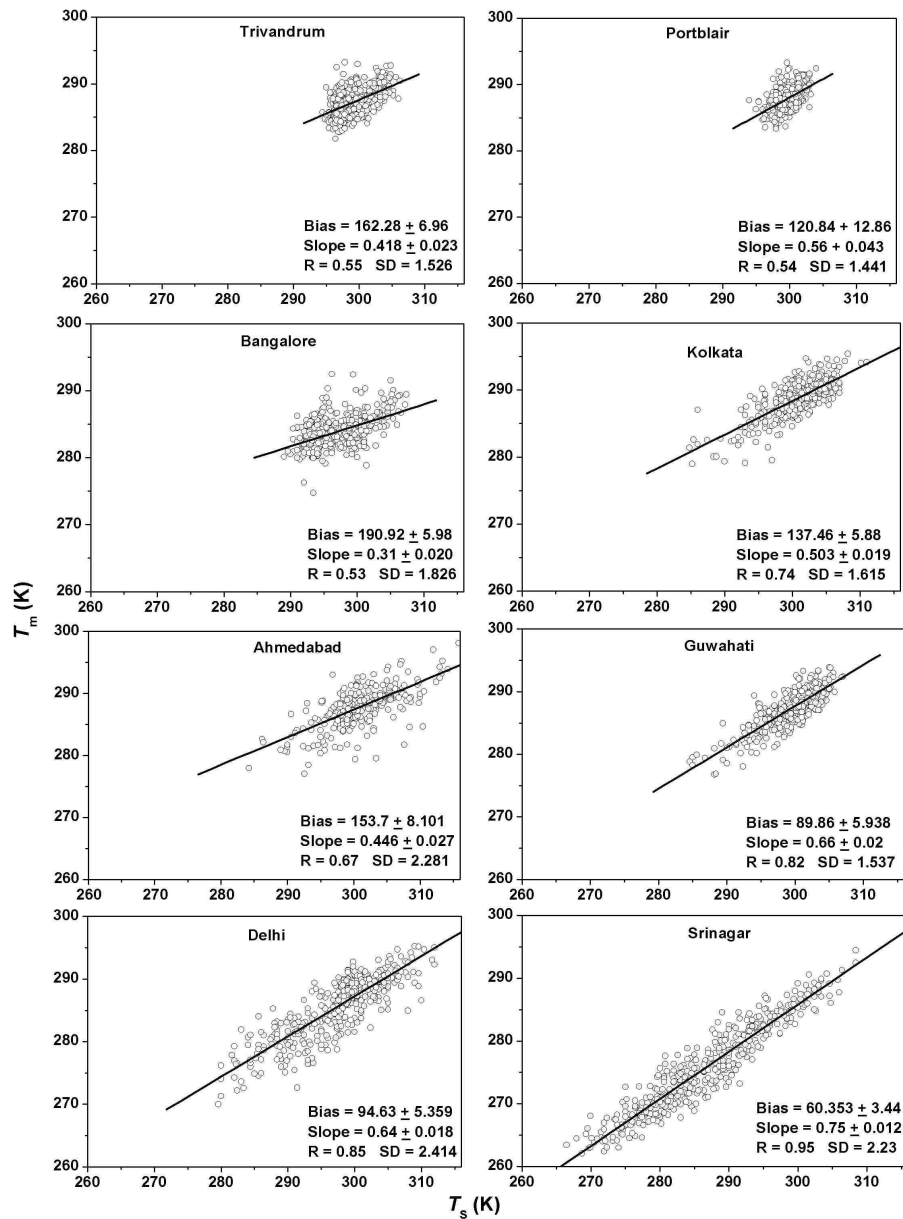 Trivandrum
300
290
280
270
260
Bias = 162.28 ± 6.96
Slope = 0.418 ± 0.023
R = 0.55 SD = 1.526
260 270 280 290 300 310
Portblair
300
290
280
270
260
Bias = 120.84 + 12.86
Slope = 0.56 + 0.043
R = 0.54 SD = 1.441
260 270 280 290 300 310
Bangalore
300
290
280
270
260
Bias = 190.92 ± 5.98
Slope = 0.31 ± 0.020
R = 0.53 SD = 1.826
260 270 280 290 300 310
Kolkata
300
290
280
270
260
Bias = 137.46 ± 5.88
Slope = 0.503 ± 0.019
R = 0.74 SD = 1.615
260 270 280 290 300 310
Tm (K)
Ahmedabad
300
290
280
270
260
Bias = 153.7 ± 8.101
Slope = 0.446 ± 0.027
R = 0.67 SD = 2.281
260 270 280 290 300 310
Guwahati
300
290
280
270
260
Bias = 89.86 ± 5.938
Slope = 0.66 ± 0.02
R = 0.82 SD = 1.537
260 270 280 290 300 310
Delhi
300
290
280
270
260
Bias = 94.63 ± 5.359
Slope = 0.64 ± 0.018
R = 0.85 SD = 2.414
260 270 280 290 300 310
Srinagar
300
290
280
270
260
Bias = 60.353 ± 3.44
Slope = 0.75 ± 0.012
R = 0.95 SD = 2.23
260 270 280 290 300 310
Ts (K)